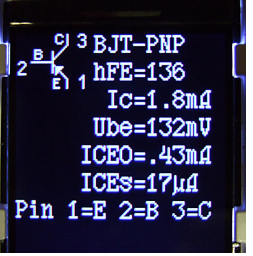 C 3 BJT-PNP
2 B hFE=136
E 1
Ic=1.8mA
Ube=132mV
ICEO=.43mA
ICEs=17µA
Pin 1=E 2=B 3=C